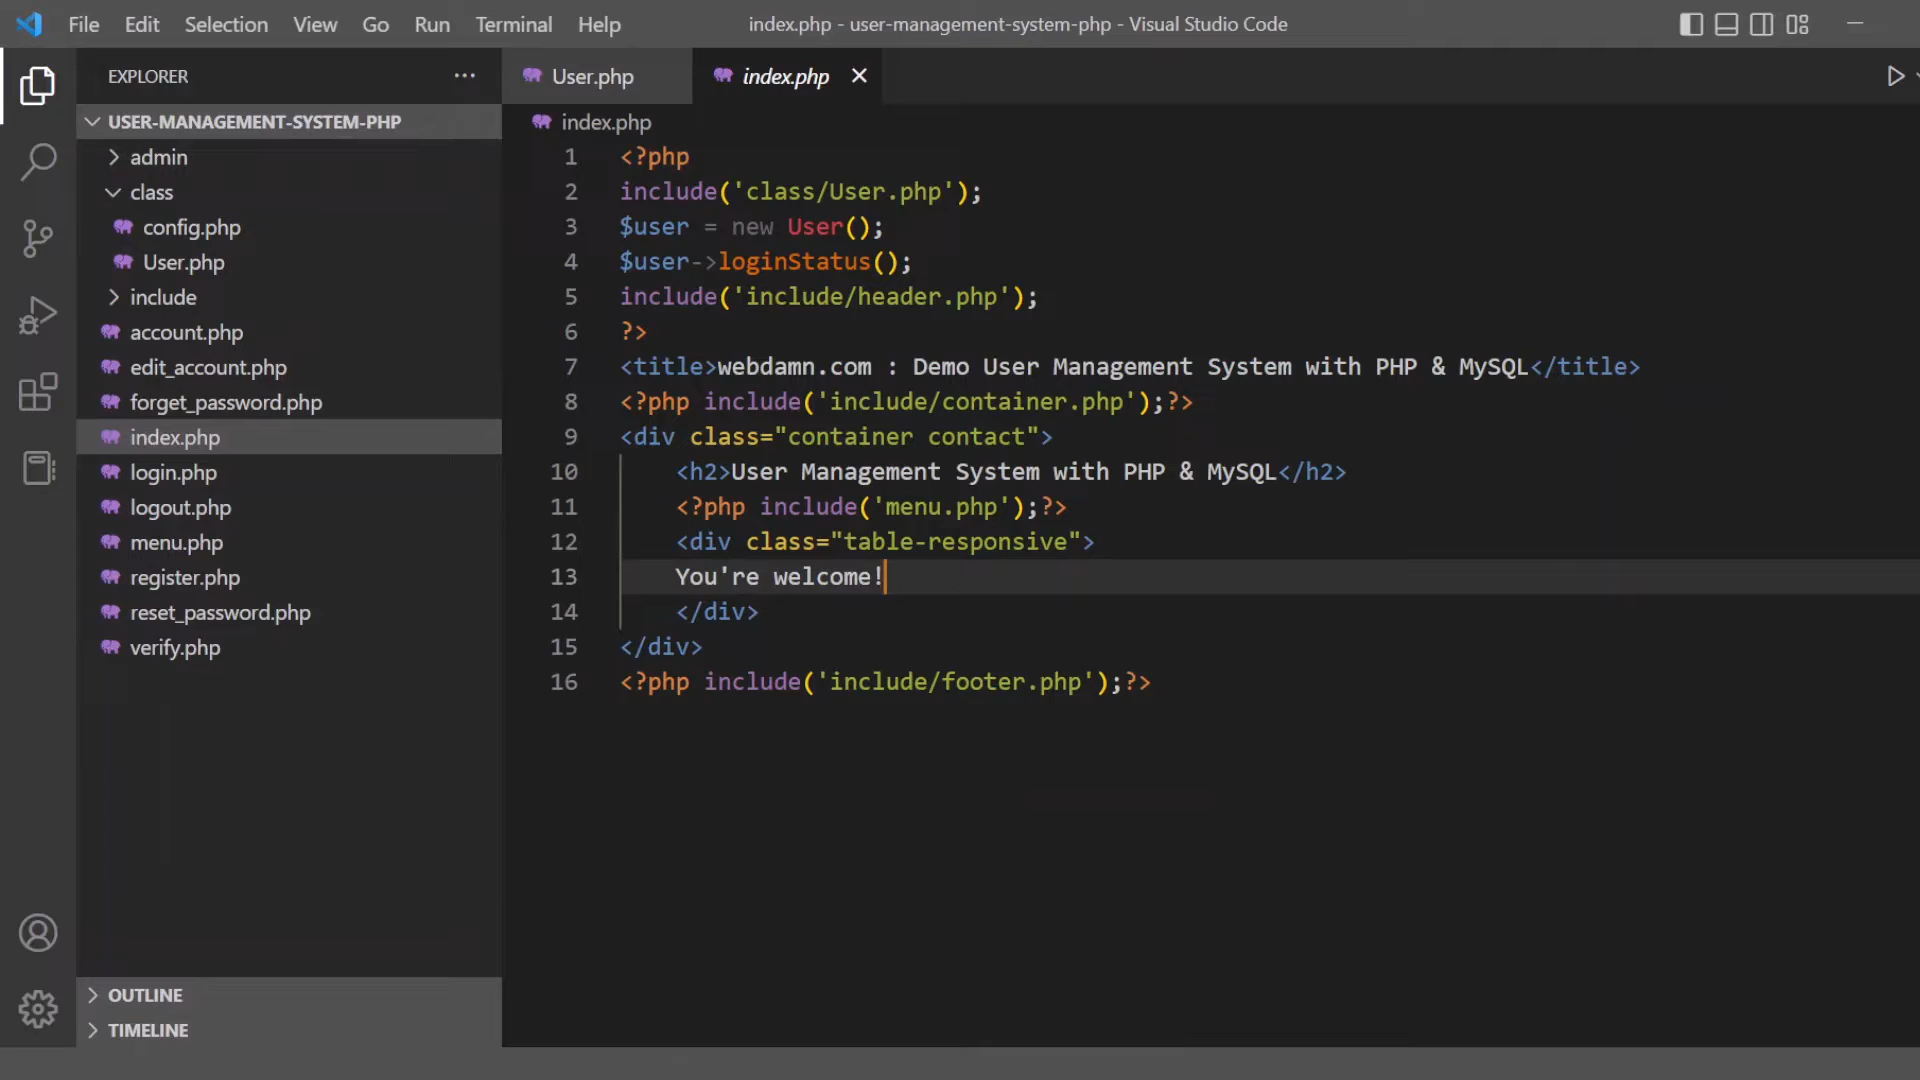 File Edit Selection View Go Run Terminal Help index.php - user-management-system-php - Visual Studio Code
EXPLORER
USER-MANAGEMENT-SYSTEM-PHP
admin
class
config.php
User.php
include
account.php
edit_account.php
forget_password.php
index.php
login.php
logout.php
menu.php
register.php
reset_password.php
verify.php
OUTLINE
TIMELINE
User.php index.php
index.php
1 <?php
2 include('class/User.php');
3 $user = new User();
4 $user->loginStatus();
5 include('include/header.php');
6 ?>
7 <title>webdamn.com : Demo User Management System with PHP & MySQL</title>
8 <?php include('include/container.php');?>
9 <div class="container contact">
10 <h2>User Management System with PHP & MySQL</h2>
11 <?php include('menu.php');?>
12 <div class="table-responsive">
13 You're welcome!
14 </div>
15 </div>
16 <?php include('include/footer.php');?>